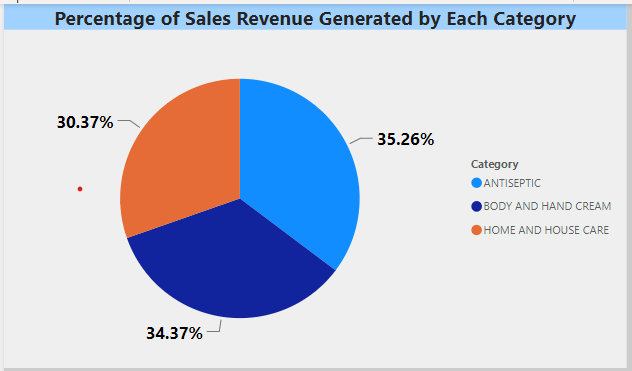 Percentage of Sales Revenue Generated by Each Category
30.37%
35.26%
34.37%
Category
ANTISEPTIC
BODY AND HAND CREAM
HOME AND HOUSE CARE